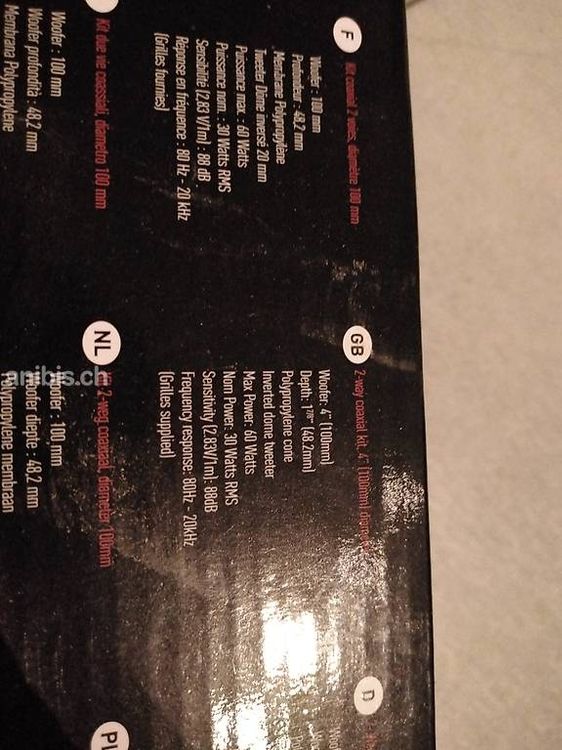 F
Kit coaxial 2 voies, diamètre 100 mm
Woofer : 100 mm
Profondeur : 48,2 mm
Membrane Polypropylène
Tweeter Dôme inversé 20 mm
Puissance max. : 60 Watts
Puissance nom. : 30 Watts RMS
Sensibilité (2,83 V/1m) : 88 dB
Réponse en fréquence : 80 Hz - 20 kHz
(Grilles fournies)
GB
2-way coaxial kit, 4" (100mm)
Woofer: 4" (100mm)
Depth: 1 7/8" (48.2mm)
Polypropylene cone
Inverted dome tweeter
Max Power: 60 Watts
Nom Power: 30 Watts RMS
Sensitivity (2.83V/1m): 88dB
Frequency response: 80Hz - 20kHz
(Grilles supplied)
D
Kit due vie coassiali, diametro 100 mm
Woofer : 100 mm
Woofer profondità : 48,2 mm
Membrana Polypropylene
NL
2-weg coaxiaal, diameter 100mm
Woofer : 100 mm
Woofer diepte : 48,2 mm
Polypropylene membraan
anibis.ch